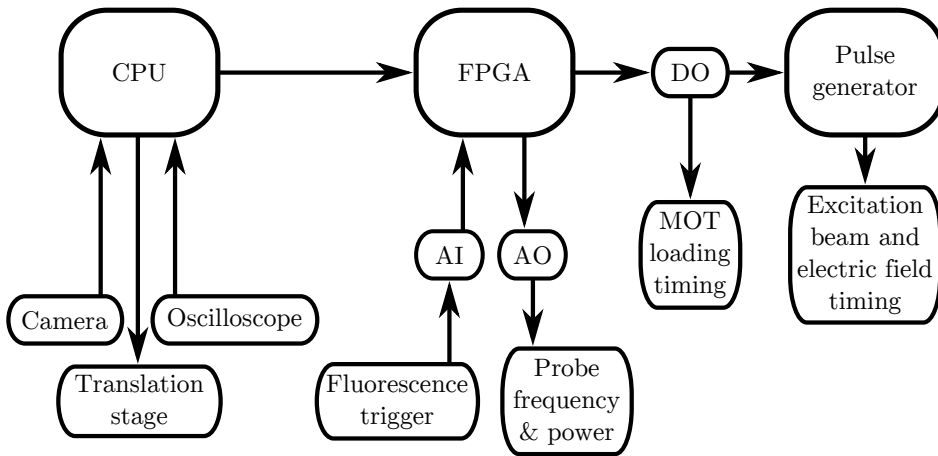 CPU
FPGA
DO
Pulse
generator
AI
AO
MOT
loading
timing
Excitation
beam and
electric field
timing
Camera
Oscilloscope
Translation
stage
Fluorescence
trigger
Probe
frequency
& power